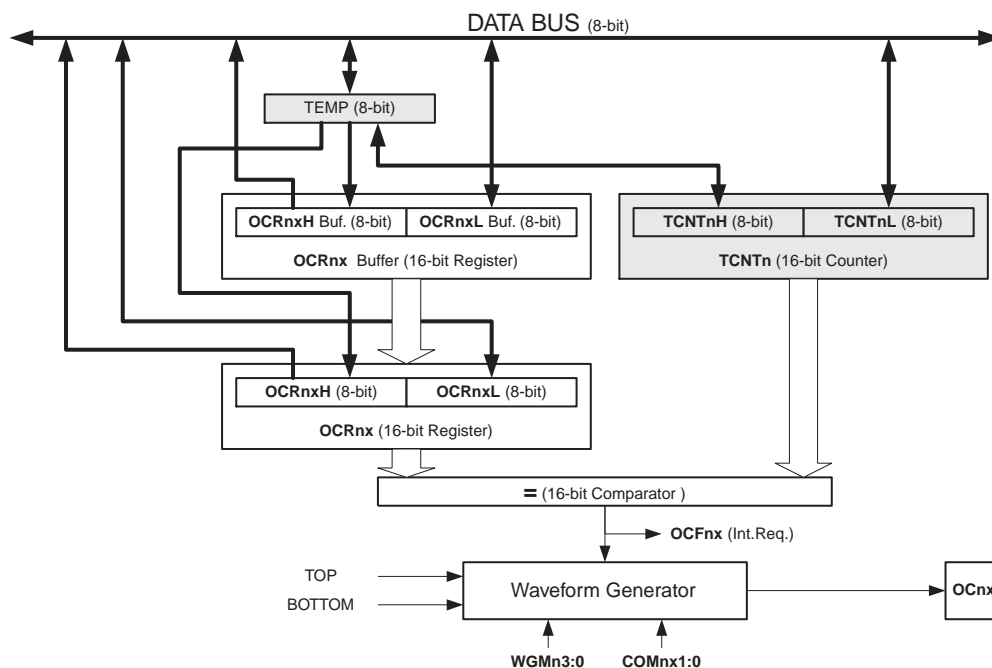 DATA BUS (8-bit)
TEMP (8-bit)
OCRnxH Buf. (8-bit) OCRnxL Buf. (8-bit)
TCNTnH (8-bit) TCNTnL (8-bit)
OCRnx Buffer (16-bit Register)
TCNTn (16-bit Counter)
OCRnxH (8-bit) OCRnxL (8-bit)
OCRnx (16-bit Register)
= (16-bit Comparator )
OCFnx (Int.Req.)
TOP
BOTTOM
Waveform Generator
OCnx
WGMn3:0 COMnx1:0